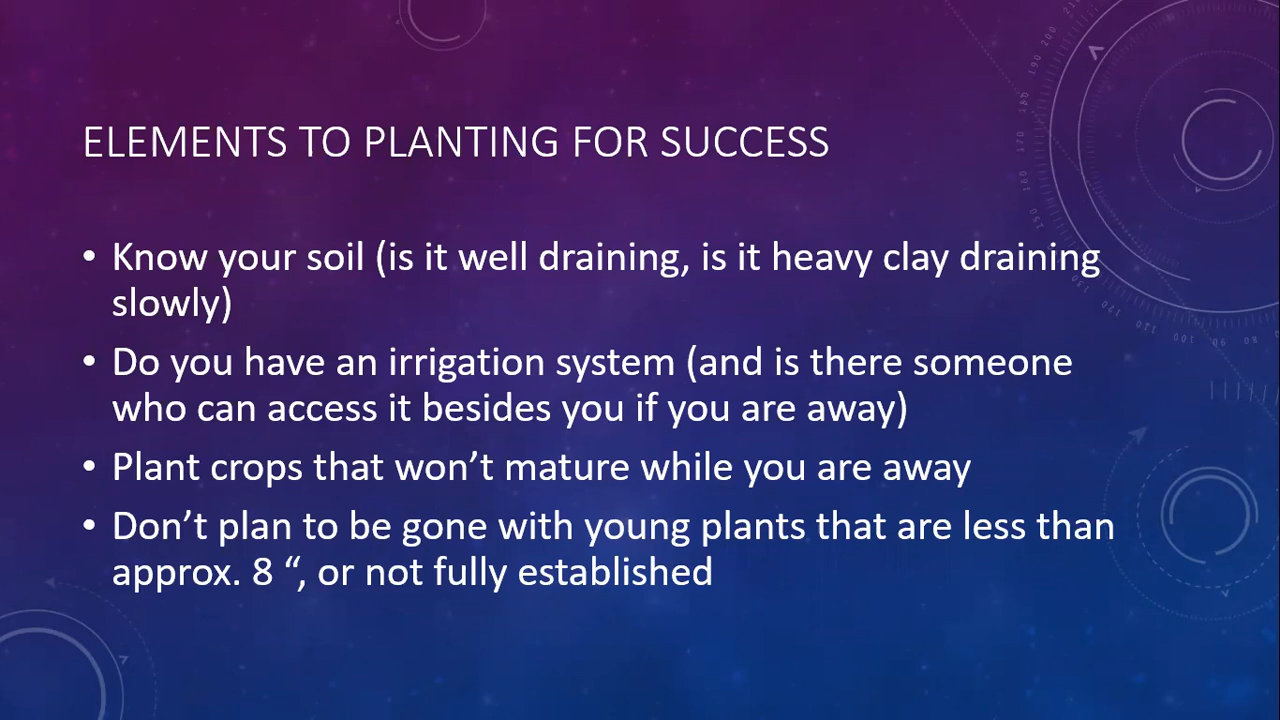 ELEMENTS TO PLANTING FOR SUCCESS
• Know your soil (is it well draining, is it heavy clay draining
slowly)
• Do you have an irrigation system (and is there someone
who can access it besides you if you are away)
• Plant crops that won’t mature while you are away
• Don’t plan to be gone with young plants that are less than
approx. 8 “, or not fully established